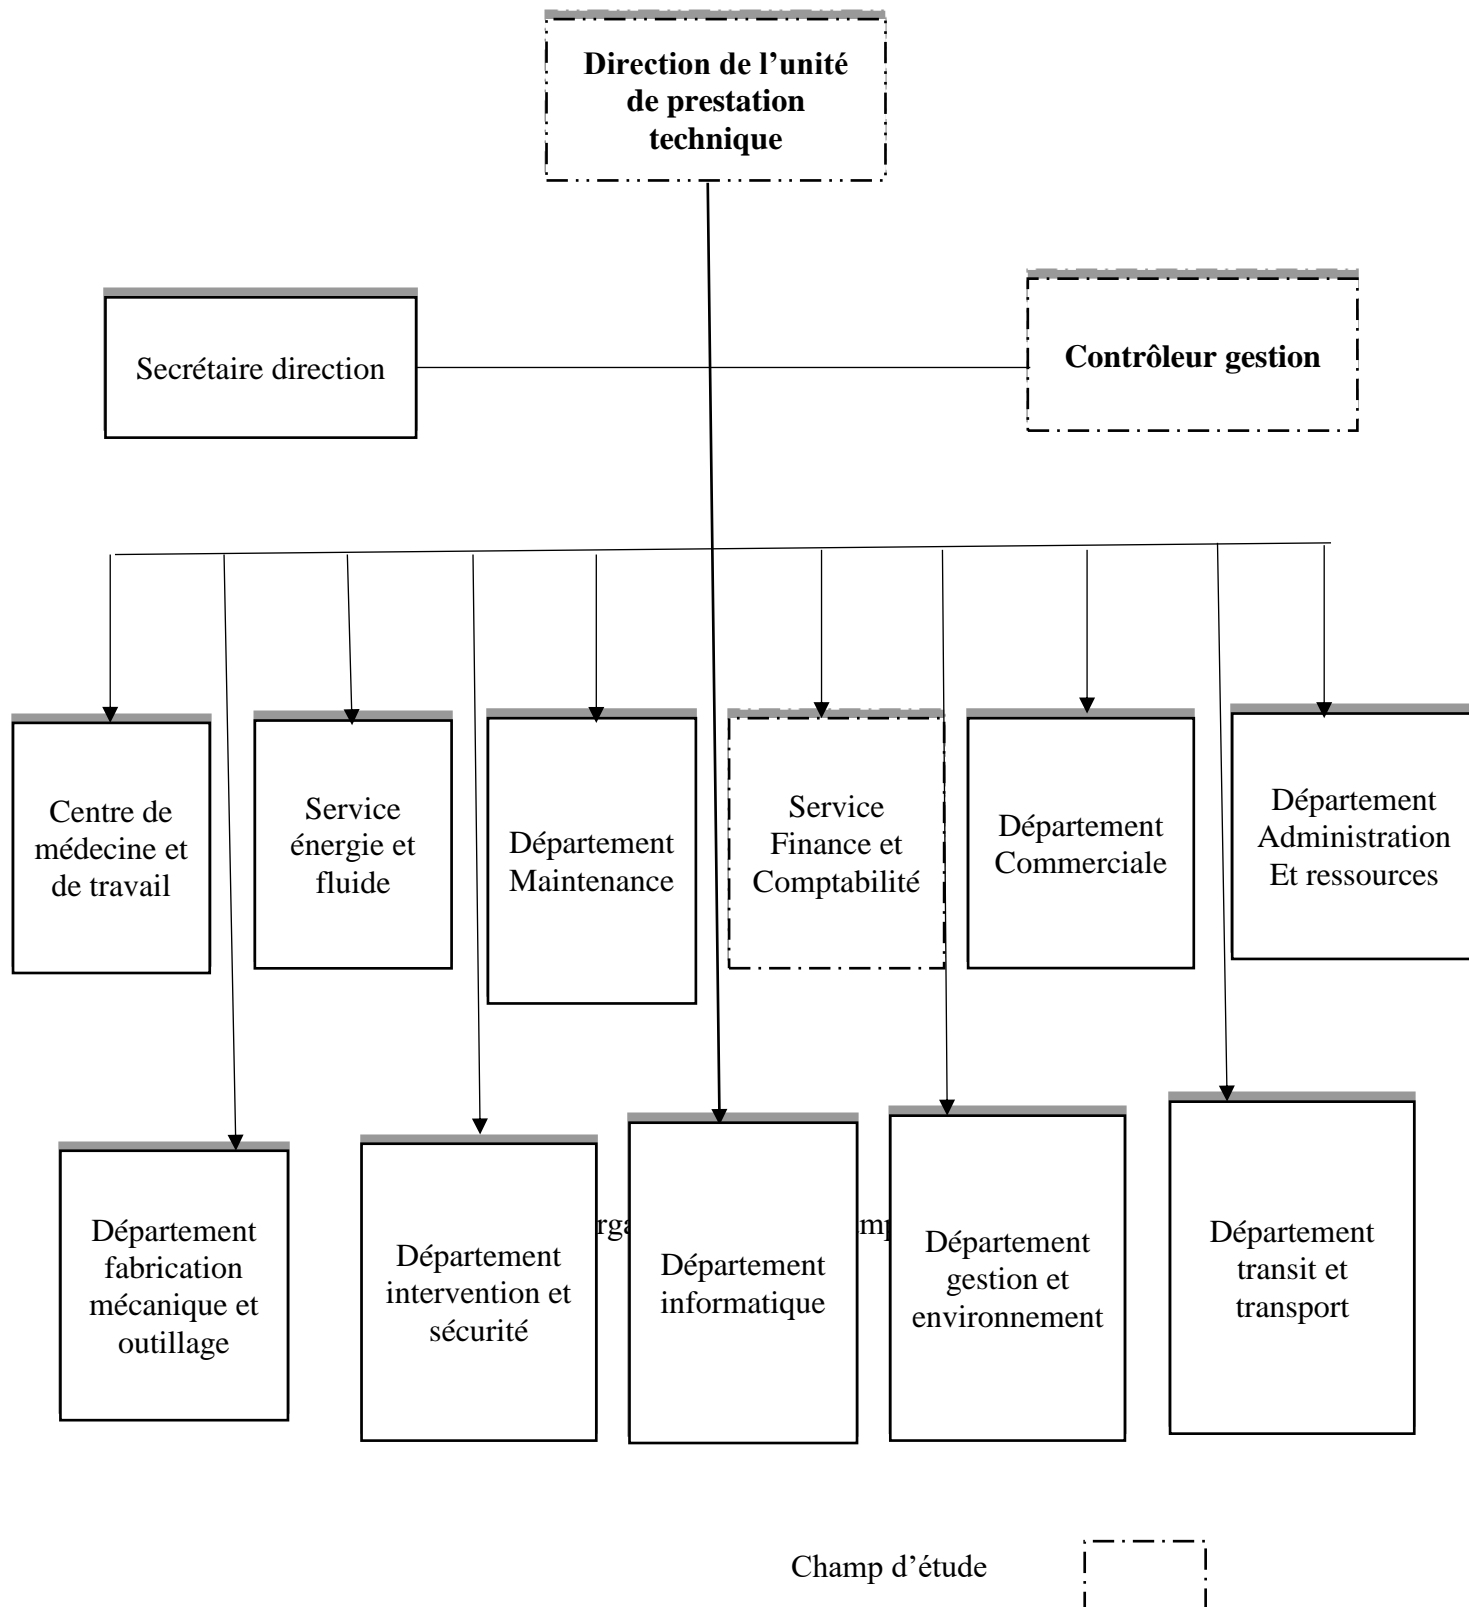 Direction de l’unité
de prestation
technique
Secrétaire direction
Contrôleur gestion
Centre de
médecine et
de travail
Service
énergie et
fluide
Département
Maintenance
Service
Finance et
Comptabilité
Département
Commerciale
Département
Administration
Et ressources
Département
fabrication
mécanique et
outillage
Département
intervention et
sécurité
Département
informatique
Département
gestion et
environnement
Département
transit et
transport
Champ d’étude